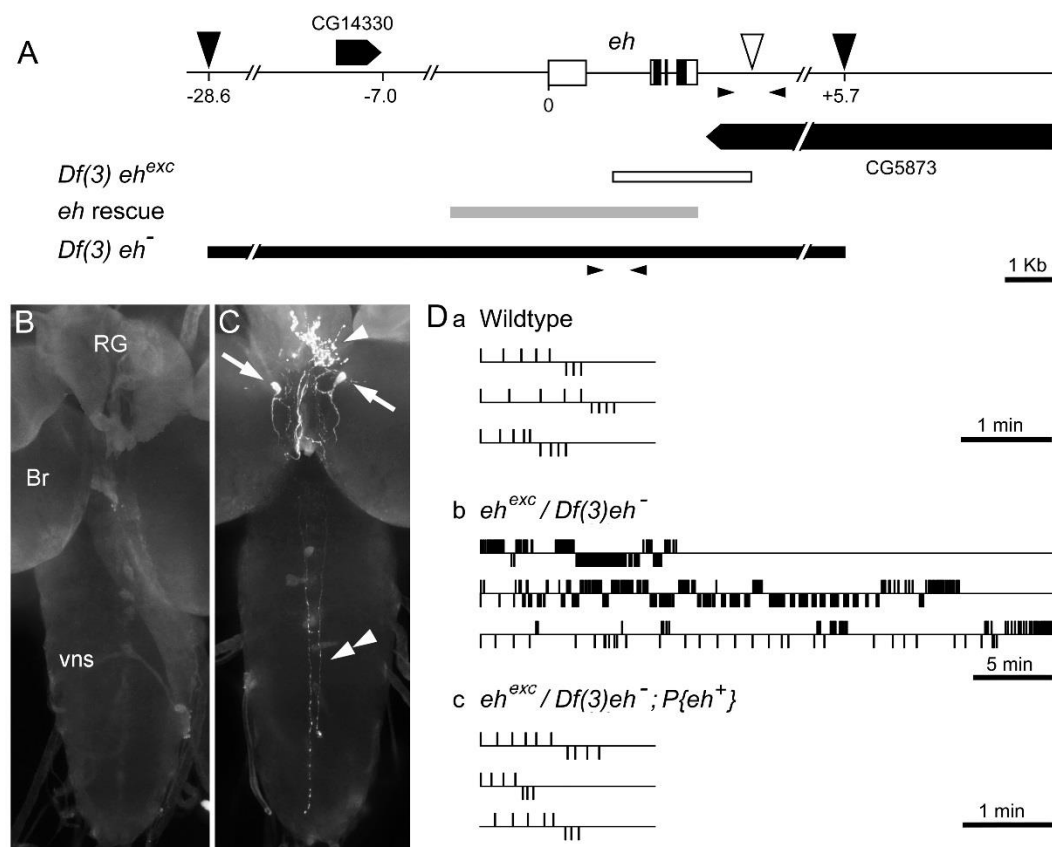 A
CG14330
eh
-28.6
-7.0
0
+5.7
CG5873
Df(3) eh^exc
eh rescue
Df(3) eh^-
1 Kb
B
RG
Br
vns
C
D a Wildtype
1 min
b eh^exc / Df(3)eh^-
5 min
c eh^exc / Df(3)eh^- ; P{eh^+}
1 min